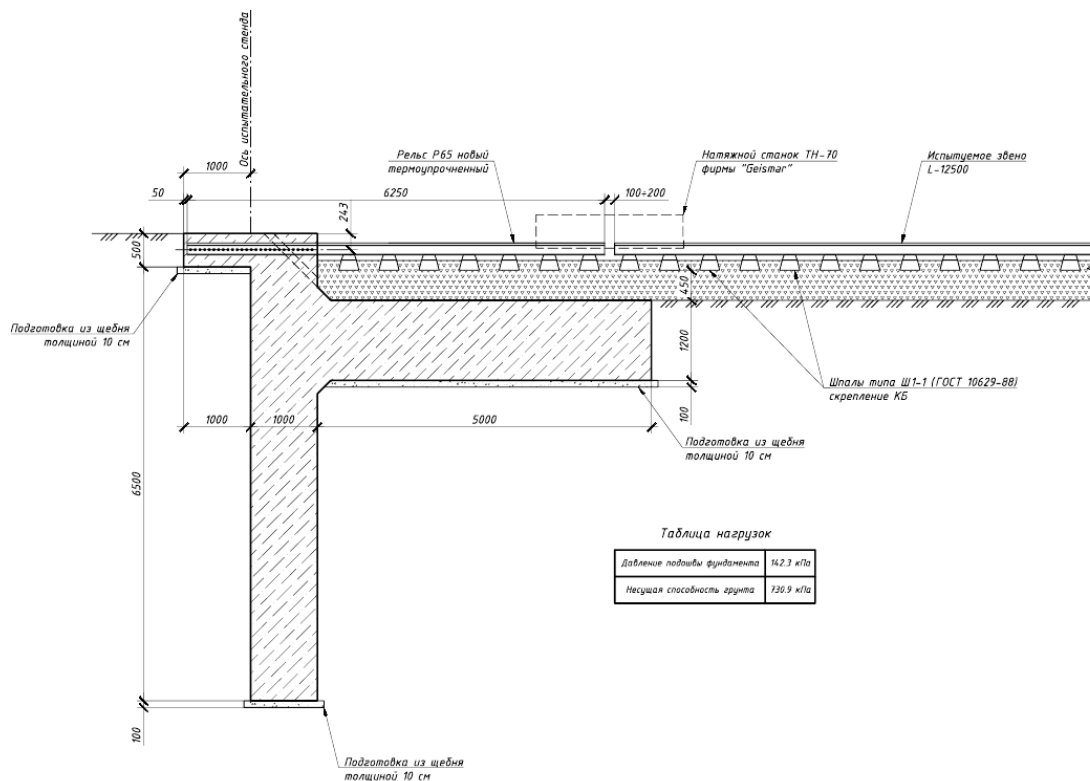 Ось испытательного стенда
1000
Рельс Р65 новый
термоупрочненный
Натяжной станок ТН-70
фирмы "Geismar"
Испытуемое звено
L-12500
50
6250
100÷200
243
500
450
Подготовка из щебня
толщиной 10 см
1200
Шпалы типа Ш1-1 (ГОСТ 10629-88)
скрепление КБ
100
1000
1000
5000
Подготовка из щебня
толщиной 10 см
6500
Таблица нагрузок
Давление подошвы фундамента 142.3 кПа
Несущая способность грунта 730.9 кПа
100
Подготовка из щебня
толщиной 10 см